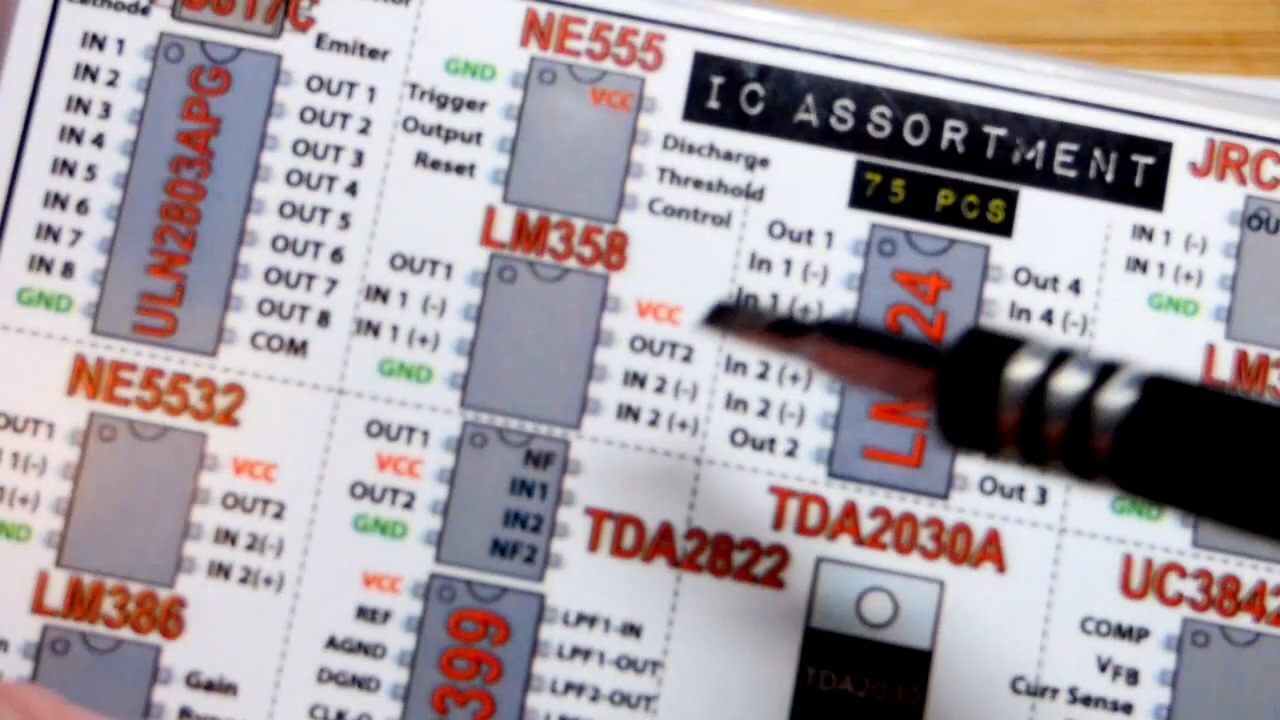 Cathode
Emiter
IN 1
IN 2
IN 3
IN 4
IN 5
IN 6
IN 7
IN 8
GND
ULN2803APG
OUT 1
OUT 2
OUT 3
OUT 4
OUT 5
OUT 6
OUT 7
OUT 8
COM
NE555
GND
Trigger
Output
Reset
VCC
Discharge
Threshold
Control
IC ASSORTMENT
75 PCS
JRC
LM358
OUT1
IN 1 (-)
IN 1 (+)
GND
VCC
OUT2
IN 2 (-)
IN 2 (+)
Out 1
In 1 (-)
In 1 (+)
In 2 (+)
In 2 (-)
Out 2
Out 4
In 4 (-)
Out 3
IN 1 (-)
IN 1 (+)
GND
GND
NE5532
OUT1
VCC
OUT2
IN 2(-)
IN 2(+)
OUT1
VCC
OUT2
GND
NF
IN1
IN2
NF2
TDA2822
TDA2030A
TDA2030
UC3842
COMP
VFB
Curr Sense
LM386
Gain
VCC
REF
AGND
DGND
399
LPF1-IN
LPF1-OUT
LPF2-OUT